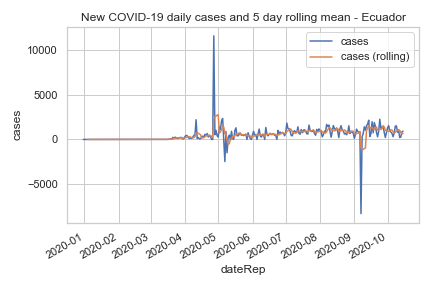 New COVID-19 daily cases and 5 day rolling mean - Ecuador
cases
cases (rolling)
10000
5000
0
−5000
cases
2020-01
2020-02
2020-03
2020-04
2020-05
2020-06
2020-07
2020-08
2020-09
2020-10
dateRep